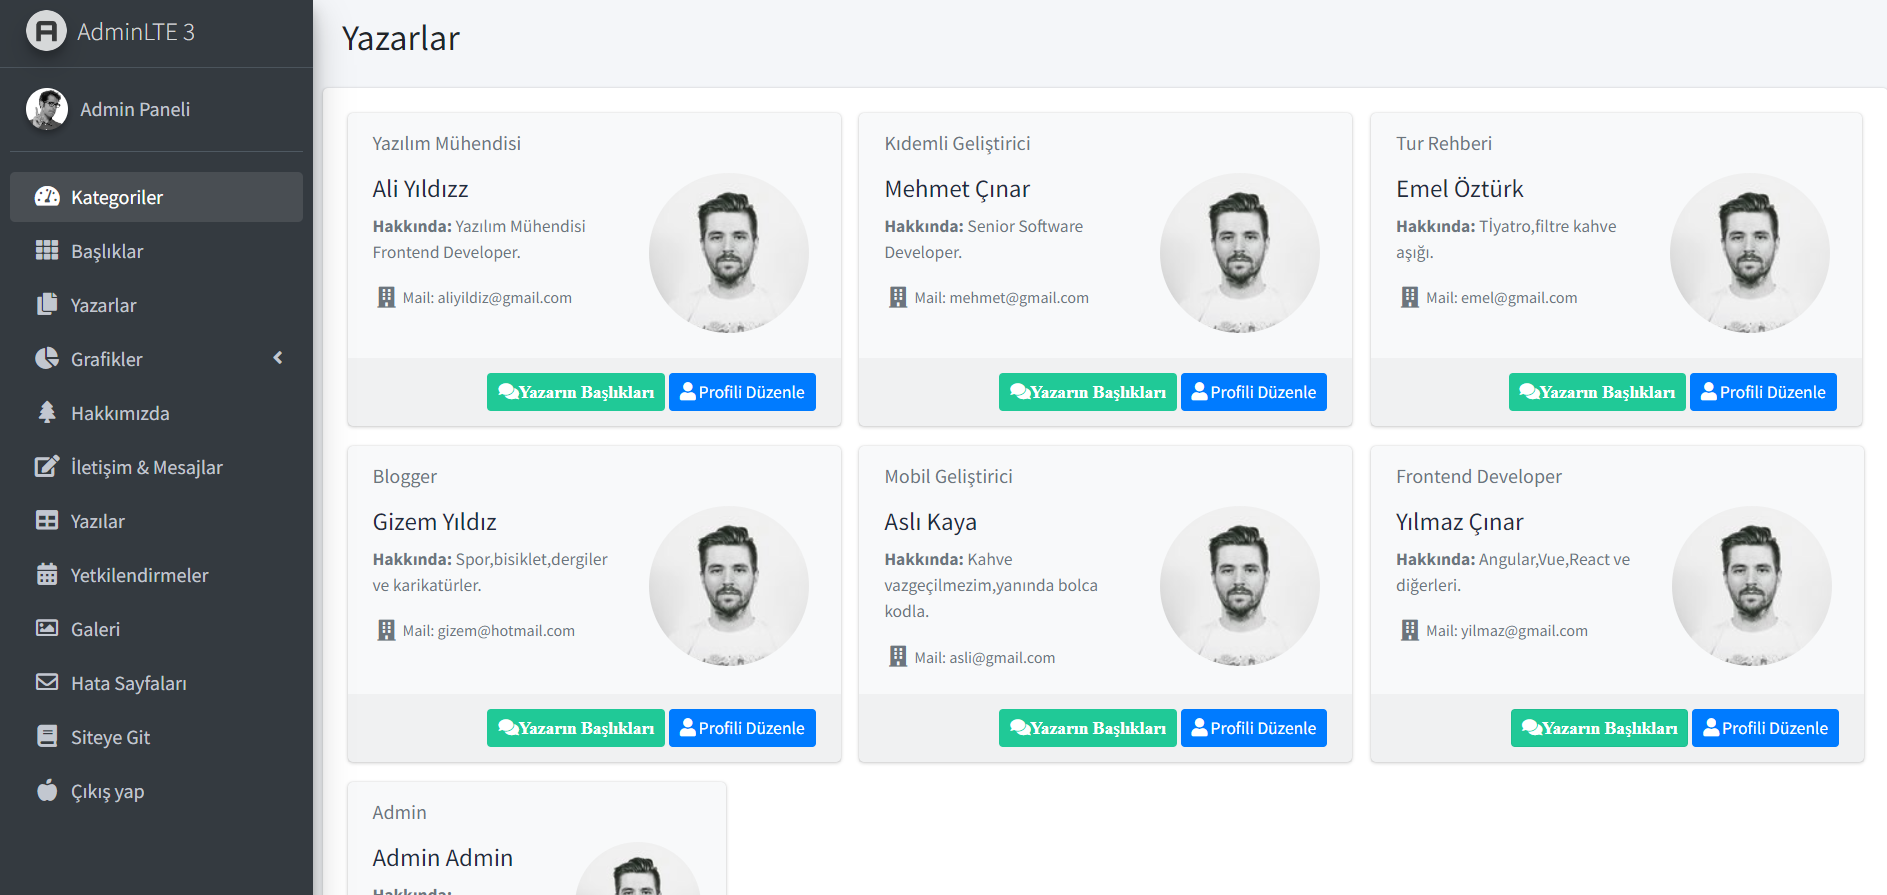 AdminLTE 3
Admin Paneli
Kategoriler
Başlıklar
Yazarlar
Grafikler
Hakkımızda
İletişim & Mesajlar
Yazılar
Yetkilendirmeler
Galeri
Hata Sayfaları
Siteye Git
Çıkış yap
Yazarlar
Yazılım Mühendisi
Ali Yıldızz
Hakkında: Yazılım Mühendisi
Frontend Developer.
Mail: aliyildiz@gmail.com
Yazarın Başlıkları Profili Düzenle
Kıdemli Geliştirici
Mehmet Çınar
Hakkında: Senior Software
Developer.
Mail: mehmet@gmail.com
Yazarın Başlıkları Profili Düzenle
Tur Rehberi
Emel Öztürk
Hakkında: Tİyatro,filtre kahve
aşığı.
Mail: emel@gmail.com
Yazarın Başlıkları Profili Düzenle
Blogger
Gizem Yıldız
Hakkında: Spor,bisiklet,dergiler
ve karikatürler.
Mail: gizem@hotmail.com
Yazarın Başlıkları Profili Düzenle
Mobil Geliştirici
Aslı Kaya
Hakkında: Kahve
vazgeçilmezim,yanında bolca
kodla.
Mail: asli@gmail.com
Yazarın Başlıkları Profili Düzenle
Frontend Developer
Yılmaz Çınar
Hakkında: Angular,Vue,React ve
diğerleri.
Mail: yilmaz@gmail.com
Yazarın Başlıkları Profili Düzenle
Admin
Admin Admin
Hakkında: